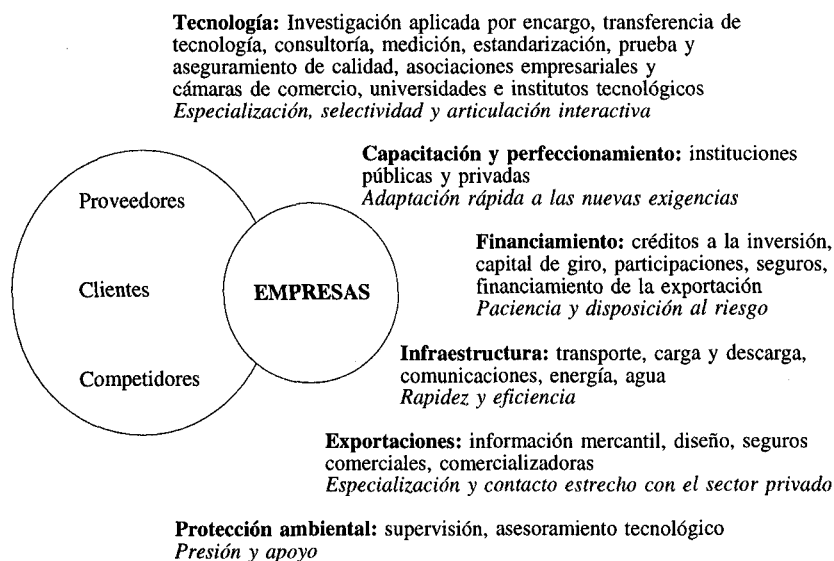 Tecnología: Investigación aplicada por encargo, transferencia de
tecnología, consultoría, medición, estandarización, prueba y
aseguramiento de calidad, asociaciones empresariales y
cámaras de comercio, universidades e institutos tecnológicos
Especialización, selectividad y articulación interactiva
Capacitación y perfeccionamiento: instituciones
públicas y privadas
Adaptación rápida a las nuevas exigencias
Proveedores
Financiamiento: créditos a la inversión,
capital de giro, participaciones, seguros,
financiamiento de la exportación
Paciencia y disposición al riesgo
Clientes
EMPRESAS
Infraestructura: transporte, carga y descarga,
comunicaciones, energía, agua
Rapidez y eficiencia
Competidores
Exportaciones: información mercantil, diseño, seguros
comerciales, comercializadoras
Especialización y contacto estrecho con el sector privado
Protección ambiental: supervisión, asesoramiento tecnológico
Presión y apoyo